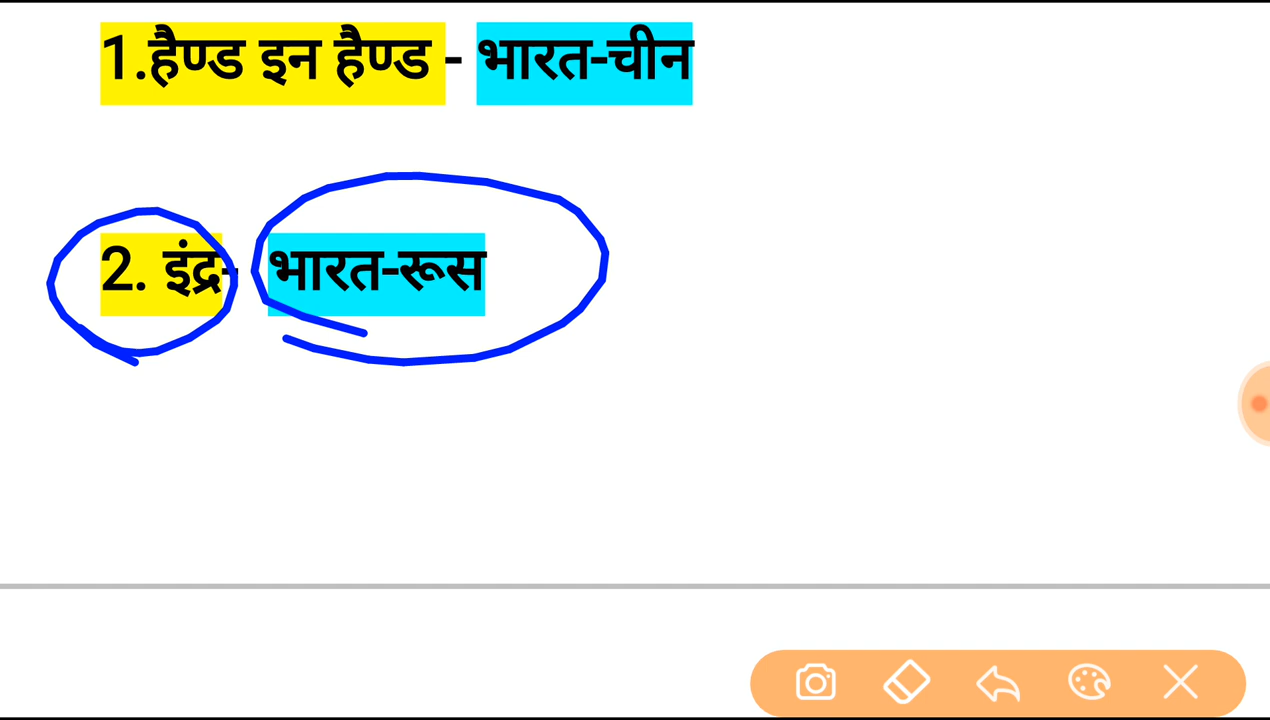 1.हैण्ड इन हैण्ड - भारत-चीन
2. इंद्र- भारत-रूस